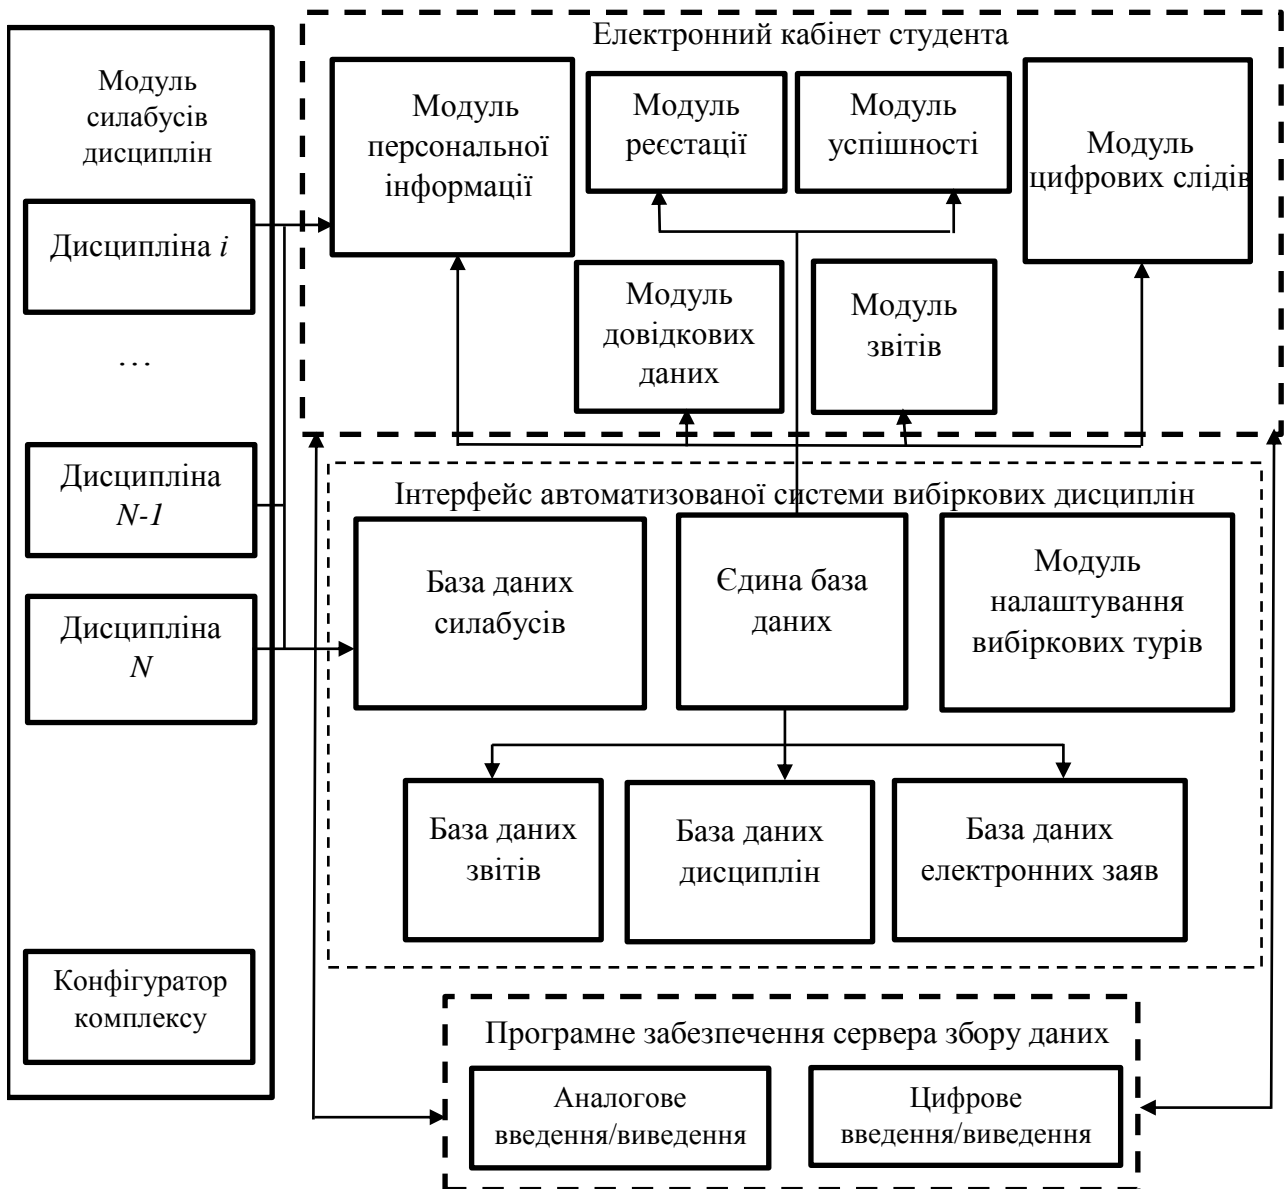 Модуль
силабусів
дисциплін
Дисципліна i
…
Дисципліна
N-1
Дисципліна
N
Конфігуратор
комплексу
Електронний кабінет студента
Модуль
персональної
інформації
Модуль
реєстації
Модуль
успішності
Модуль
цифрових слідів
Модуль
довідкових
даних
Модуль
звітів
Інтерфейс автоматизованої системи вибіркових дисциплін
База даних
силабусів
Єдина база
даних
Модуль
налаштування
вибіркових турів
База даних
звітів
База даних
дисциплін
База даних
електронних заяв
Програмне забезпечення сервера збору даних
Аналогове
введення/виведення
Цифрове
введення/виведення